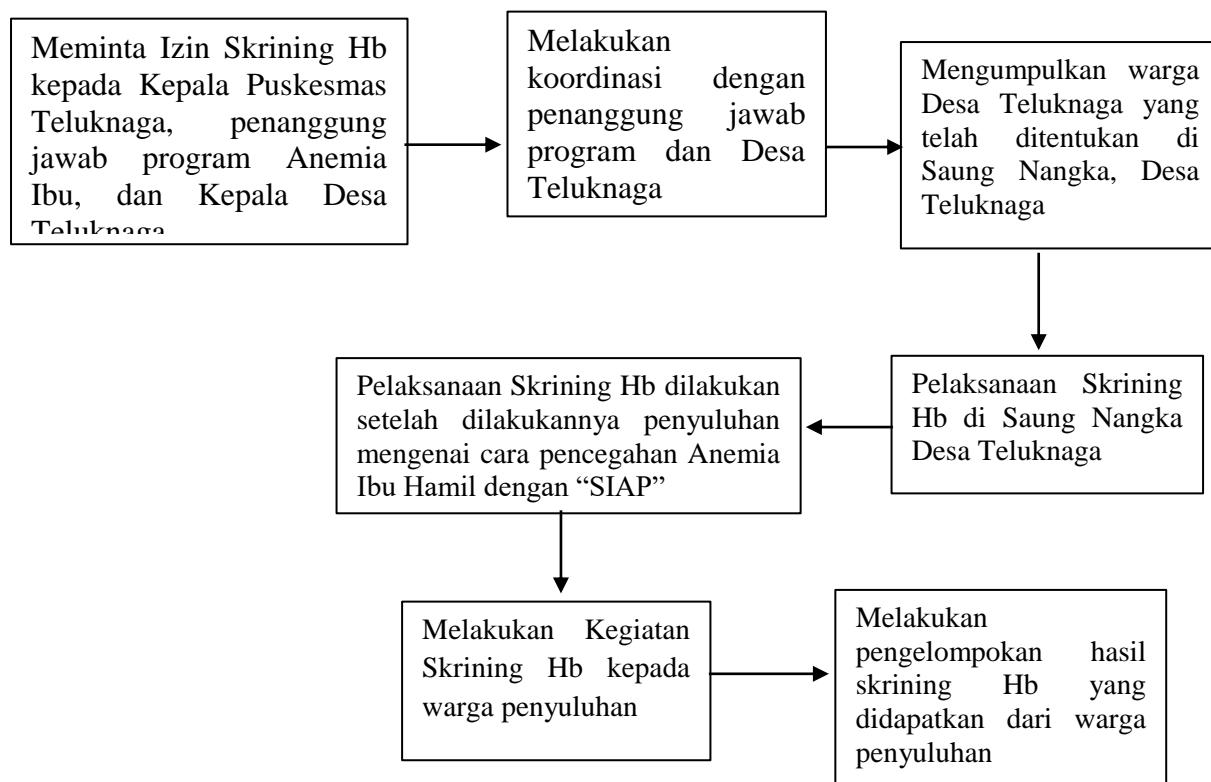 Meminta Izin Skrining Hb
kepada Kepala Puskesmas
Teluknaga, penanggung
jawab program Anemia
Ibu, dan Kepala Desa
Teluknaga
Melakukan
koordinasi dengan
penanggung jawab
program dan Desa
Teluknaga
Mengumpulkan warga
Desa Teluknaga yang
telah ditentukan di
Saung Nangka, Desa
Teluknaga
Pelaksanaan Skrining
Hb di Saung Nangka
Desa Teluknaga
Pelaksanaan Skrining Hb dilakukan
setelah dilakukannya penyuluhan
mengenai cara pencegahan Anemia
Ibu Hamil dengan “SIAP”
Melakukan Kegiatan
Skrining Hb kepada
warga penyuluhan
Melakukan
pengelompokan hasil
skrining Hb yang
didapatkan dari warga
penyuluhan